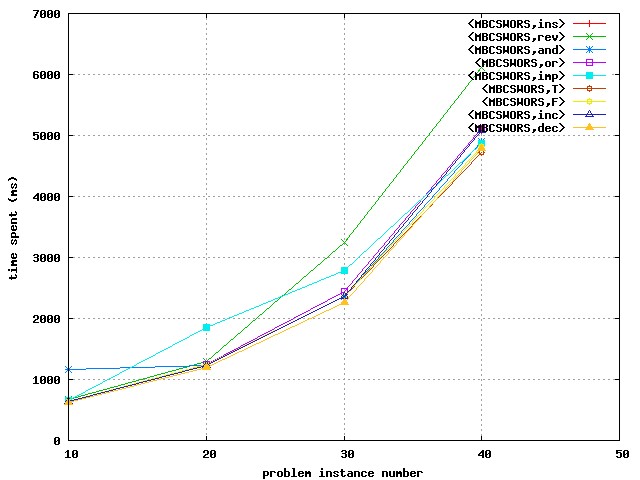 7000
6000
5000
4000
3000
2000
1000
0
time spent (ms)
<MBCSWORS,ins>
<MBCSWORS,rev>
<MBCSWORS,and>
<MBCSWORS,or>
<MBCSWORS,imp>
<MBCSWORS,T>
<MBCSWORS,F>
<MBCSWORS,inc>
<MBCSWORS,dec>
10 20 30 40 50
problem instance number